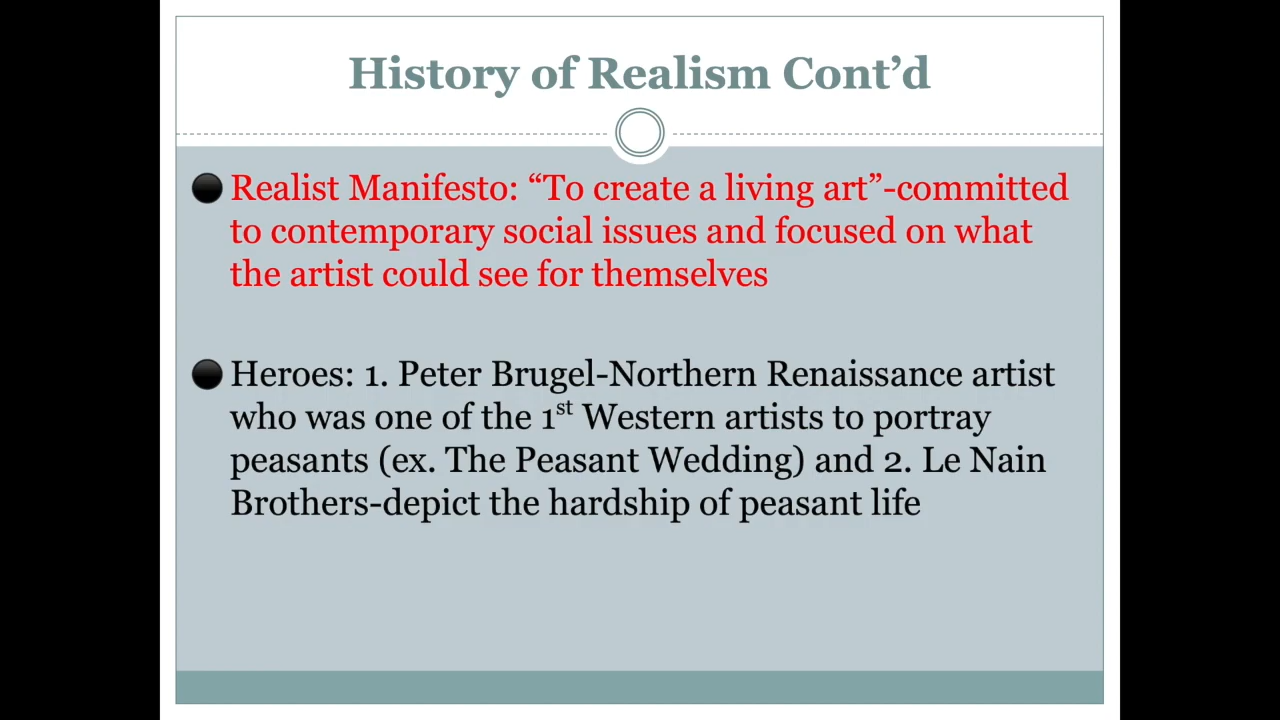 History of Realism Cont’d
Realist Manifesto: “To create a living art”-committed
to contemporary social issues and focused on what
the artist could see for themselves
Heroes: 1. Peter Brugel-Northern Renaissance artist
who was one of the 1st Western artists to portray
peasants (ex. The Peasant Wedding) and 2. Le Nain
Brothers-depict the hardship of peasant life